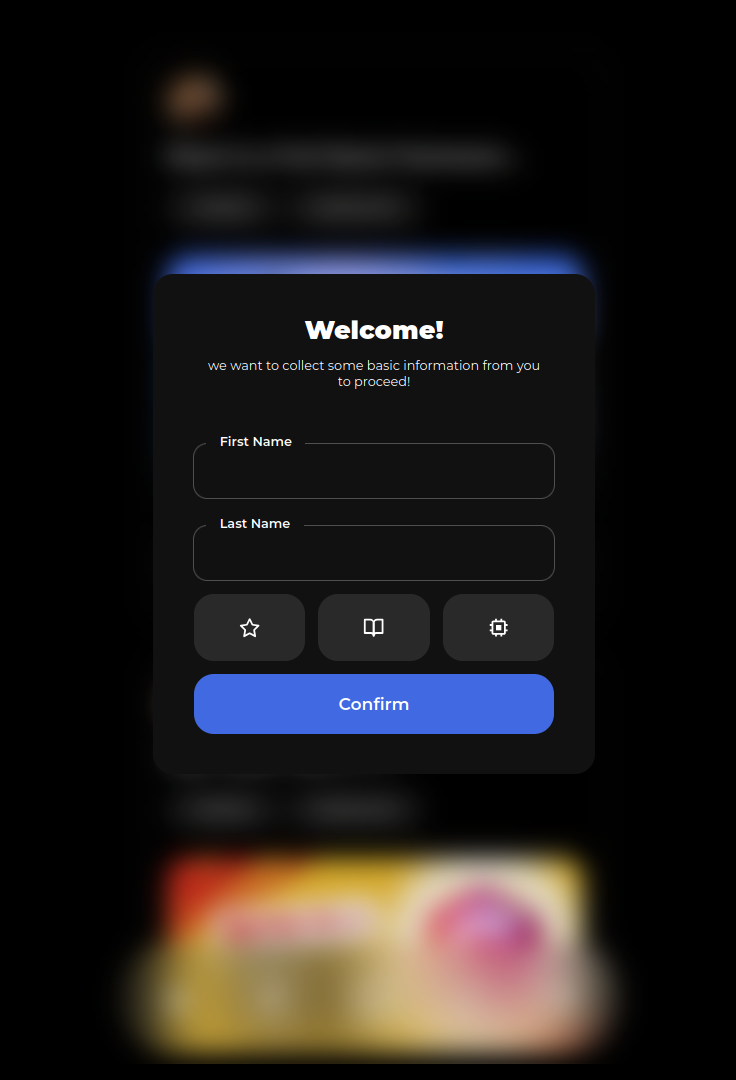 Welcome!
we want to collect some basic information from you
to proceed!
First Name
Last Name
Confirm